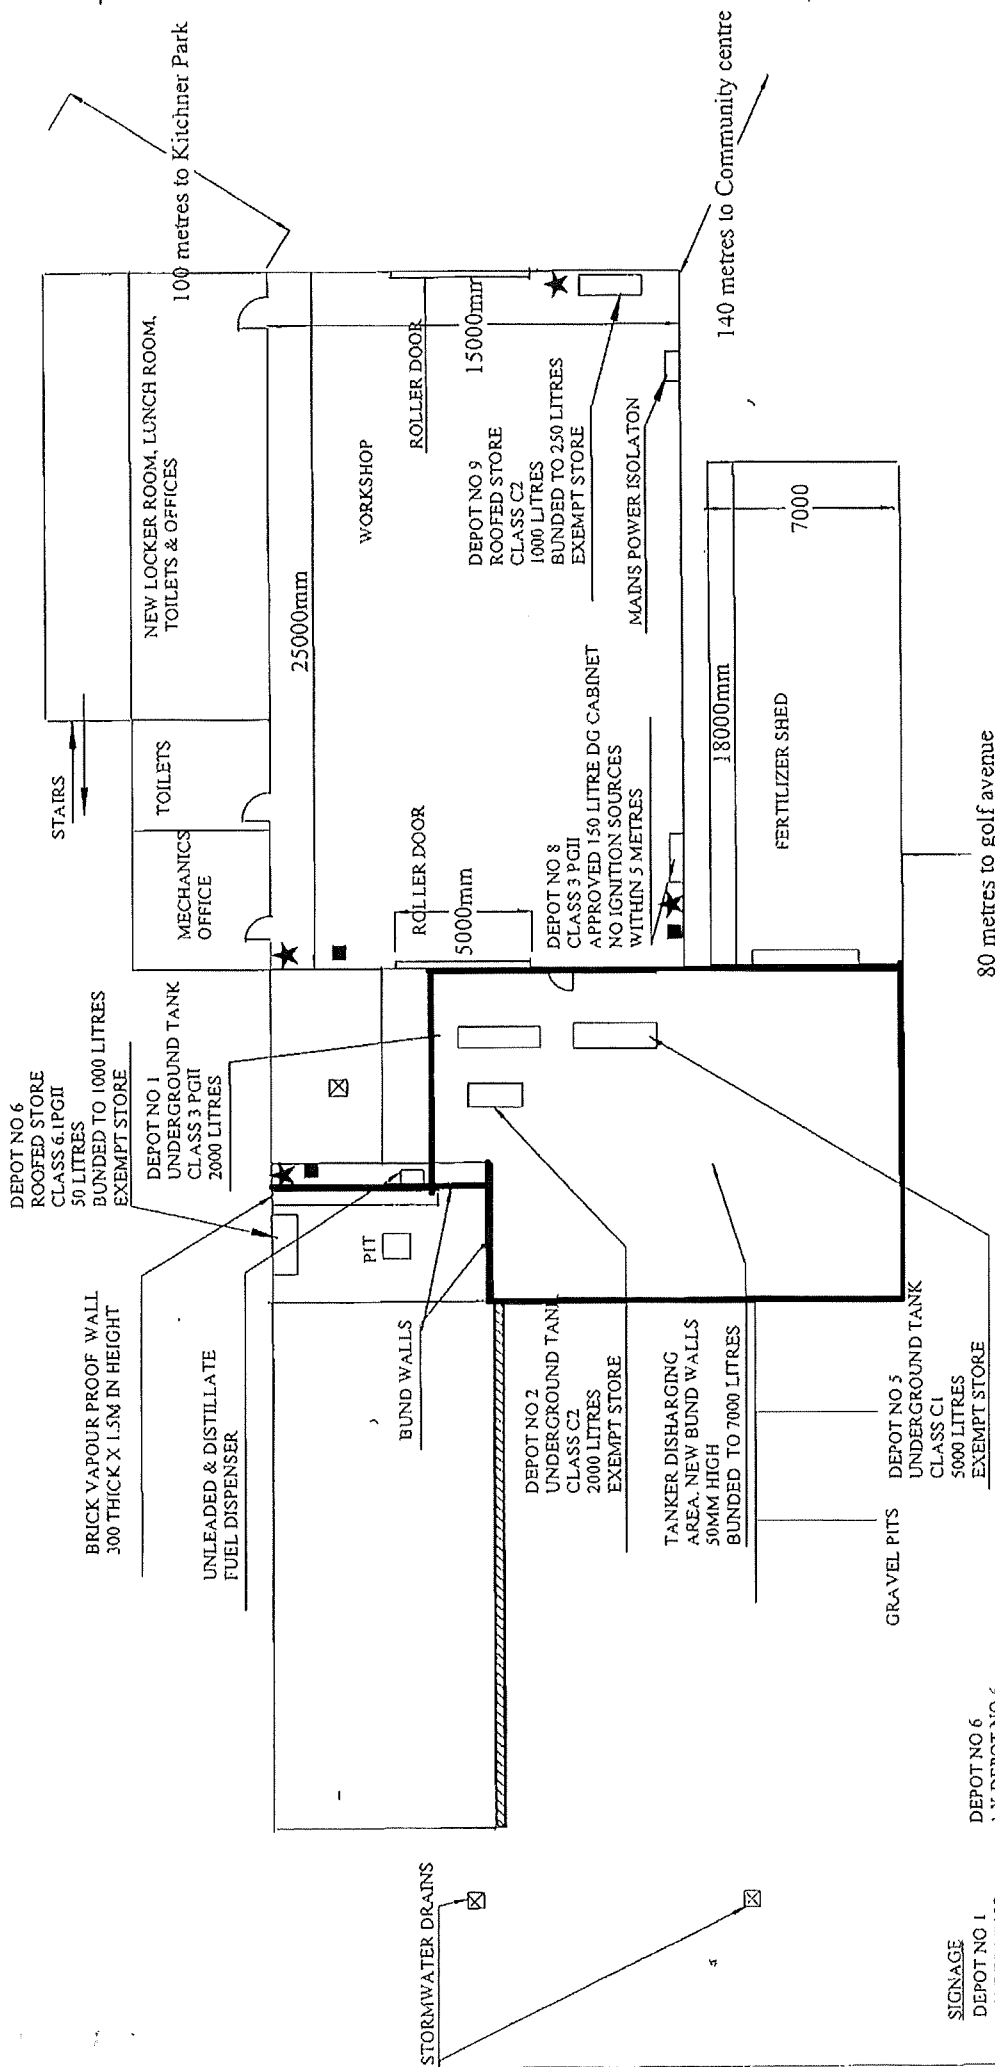 100 metres to Kitchner Park
140 metres to Community centre
NEW LOCKER ROOM, LUNCH ROOM,
TOILETS & OFFICES
STAIRS
TOILETS
MECHANICS
OFFICE
25000mm
WORKSHOP
ROLLER DOOR
15000mm
ROLLER DOOR
5000mm
DEPOT NO 9
ROOFED STORE
CLASS C2
1000 LITRES
BUNDED TO 250 LITRES
EXEMPT STORE
MAINS POWER ISOLATON
DEPOT NO 8
CLASS 3 PGII
APPROVED 150 LITRE DG CABINET
NO IGNITION SOURCES
WITHIN 5 METRES
18000mm
7000
FERTILIZER SHED
80 metres to golf avenue
DEPOT NO 6
ROOFED STORE
CLASS 6.1PGII
50 LITRES
BUNDED TO 1000 LITRES
EXEMPT STORE
DEPOT NO 1
UNDERGROUND TANK
CLASS 3 PGII
2000 LITRES
BRICK VAPOUR PROOF WALL
300 THICK X 1.5M IN HEIGHT
UNLEADED & DISTILLATE
FUEL DISPENSER
PIT
BUND WALLS
DEPOT NO 2
UNDERGROUND TANK
CLASS C2
2000 LITRES
EXEMPT STORE
TANKER DISHARGING
AREA. NEW BUND WALLS
50MM HIGH
BUNDED TO 7000 LITRES
GRAVEL PITS
DEPOT NO 5
UNDERGROUND TANK
CLASS C1
5000 LITRES
EXEMPT STORE
STORMWATER DRAINS
SIGNAGE
DEPOT NO 1
DEPOT NO 6